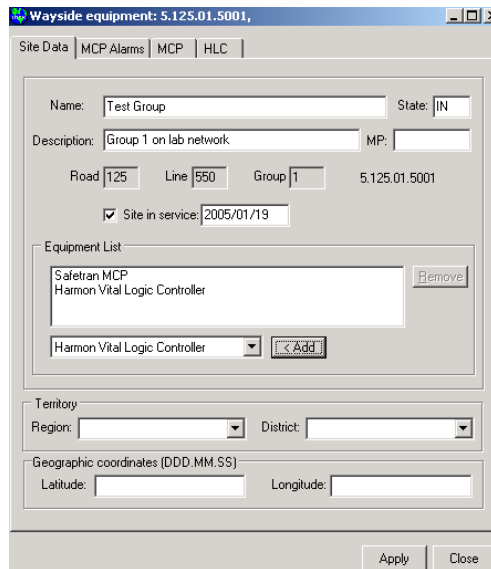 Wayside equipment: 5.125.01.5001,
Site Data MCP Alarms MCP HLC
Name: Test Group State: IN
Description: Group 1 on lab network MP:
Road 125 Line 550 Group 1 5.125.01.5001
Site in service: 2005/01/19
Equipment List
Safetran MCP
Harmon Vital Logic Controller
Remove
Harmon Vital Logic Controller < Add
Territory
Region: District:
Geographic coordinates (DDD.MM.SS)
Latitude: Longitude:
Apply Close